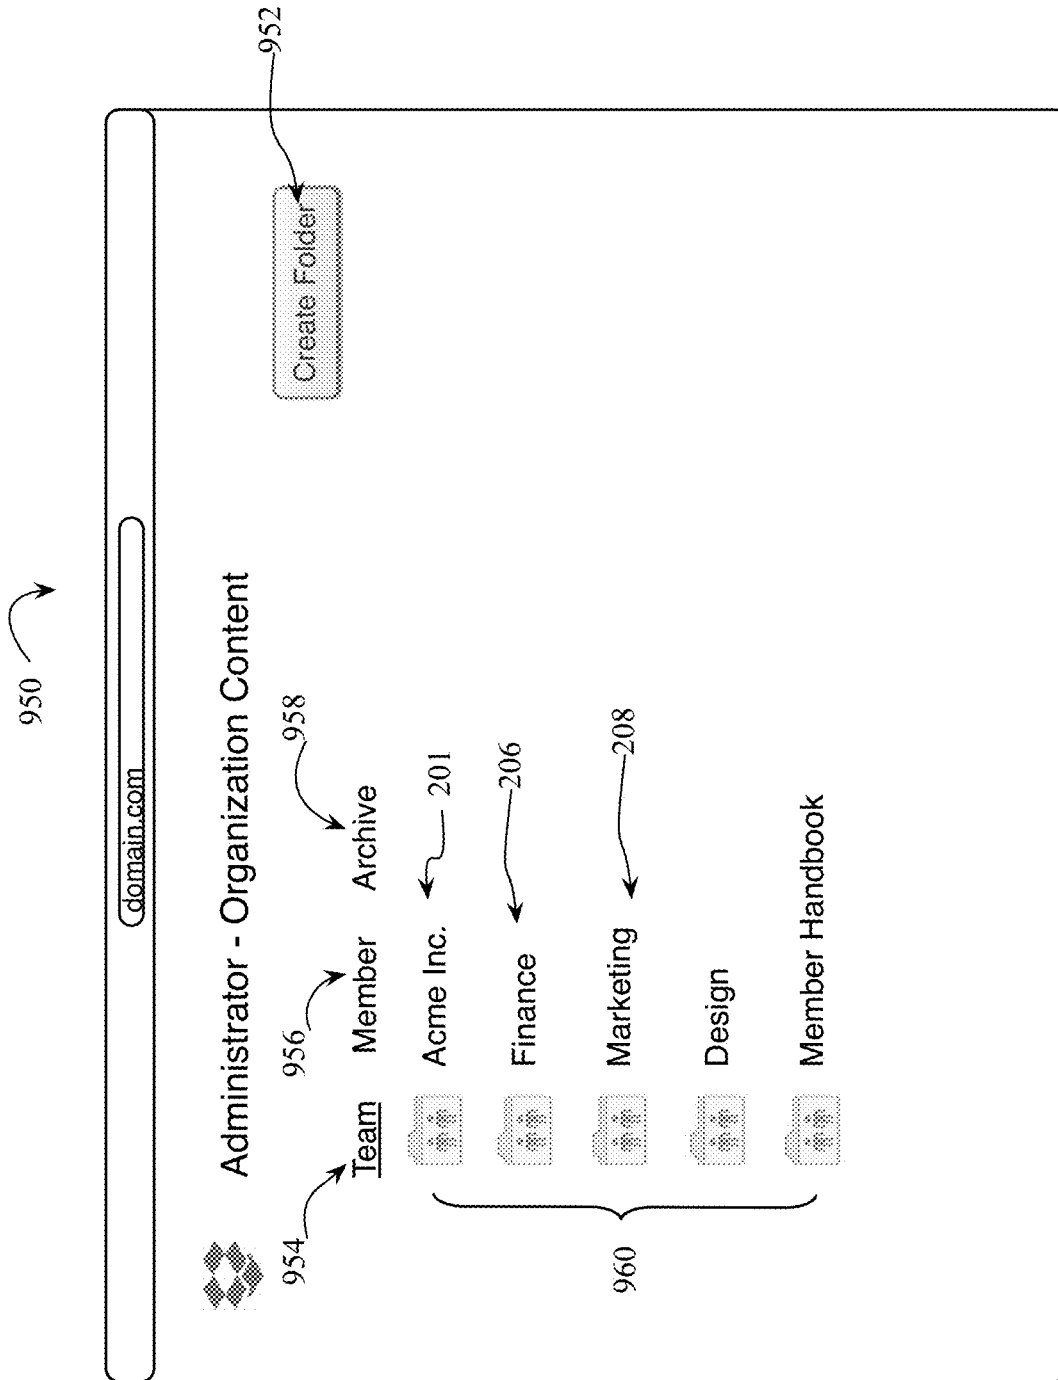 950
952
domain.com
Administrator - Organization Content
Create Folder
954
956
958
Team Member Archive
Acme Inc.
201
Finance
206
Marketing
208
Design
Member Handbook
960